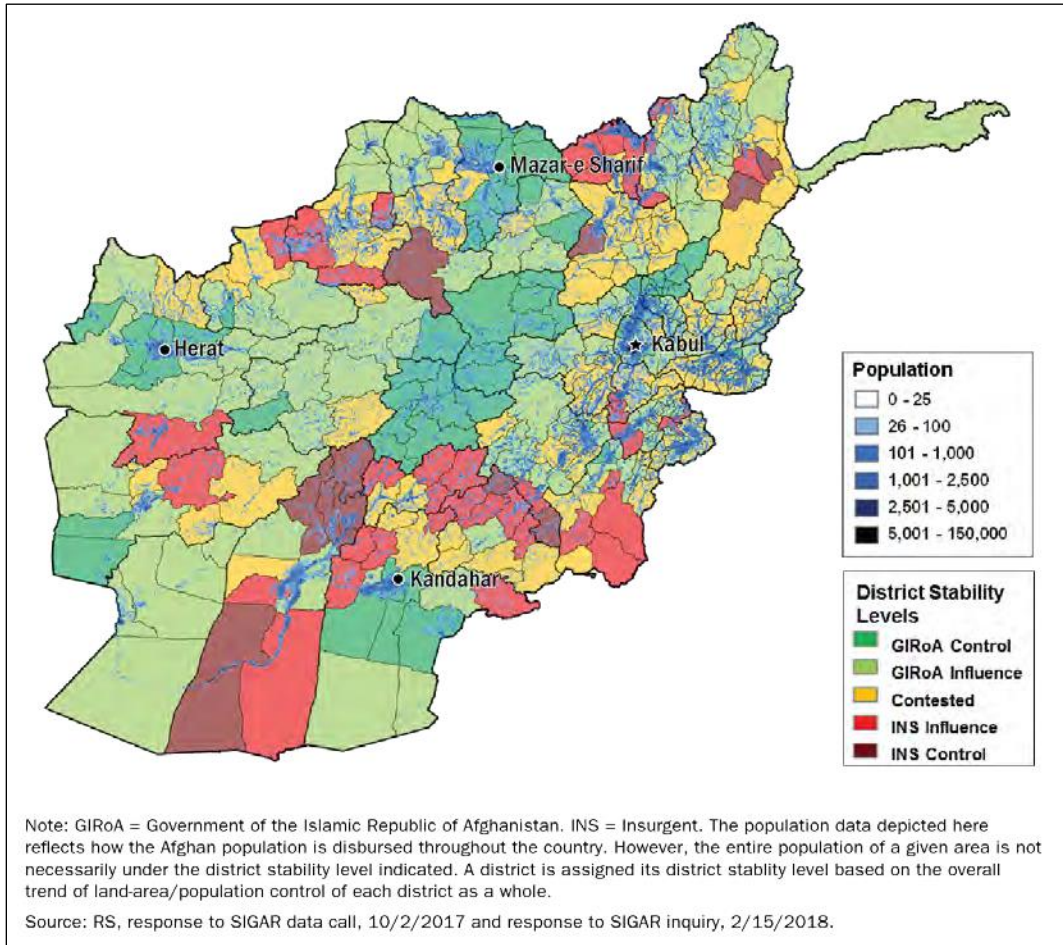 Mazar-e Sharif
Herat
Kabul
Kandahar
Population
0 - 25
26 - 100
101 - 1,000
1,001 - 2,500
2,501 - 5,000
5,001 - 150,000
District Stability
Levels
GIRoA Control
GIRoA Influence
Contested
INS Influence
INS Control
Note: GIRoA = Government of the Islamic Republic of Afghanistan. INS = Insurgent. The population data depicted here
reflects how the Afghan population is disbursed throughout the country. However, the entire population of a given area is not
necessarily under the district stability level indicated. A district is assigned its district stablity level based on the overall
trend of land-area/population control of each district as a whole.
Source: RS, response to SIGAR data call, 10/2/2017 and response to SIGAR inquiry, 2/15/2018.